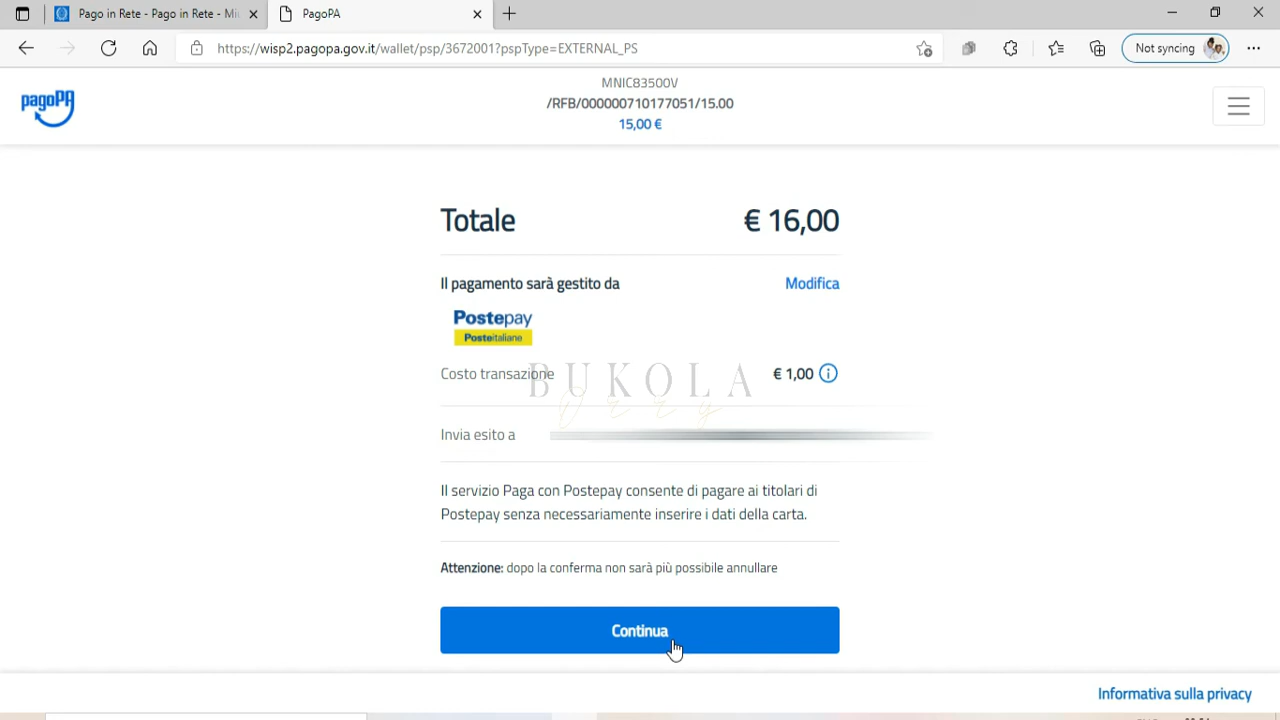 Pago in Rete - Pago in Rete - Mi
PagoPA
https://wisp2.pagopa.gov.it/wallet/psp/3672001?pspType=EXTERNAL_PS
Not syncing
pagoPA
MNIC83500V
/RFB/000000710177051/15.00
15,00 €
Totale
€ 16,00
Il pagamento sarà gestito da
Modifica
Postepay
Posteitaliane
Costo transazione
€ 1,00
BUKOLA
Orry
Invia esito a
Il servizio Paga con Postepay consente di pagare ai titolari di
Postepay senza necessariamente inserire i dati della carta.
Attenzione: dopo la conferma non sarà più possibile annullare
Continua
Informativa sulla privacy